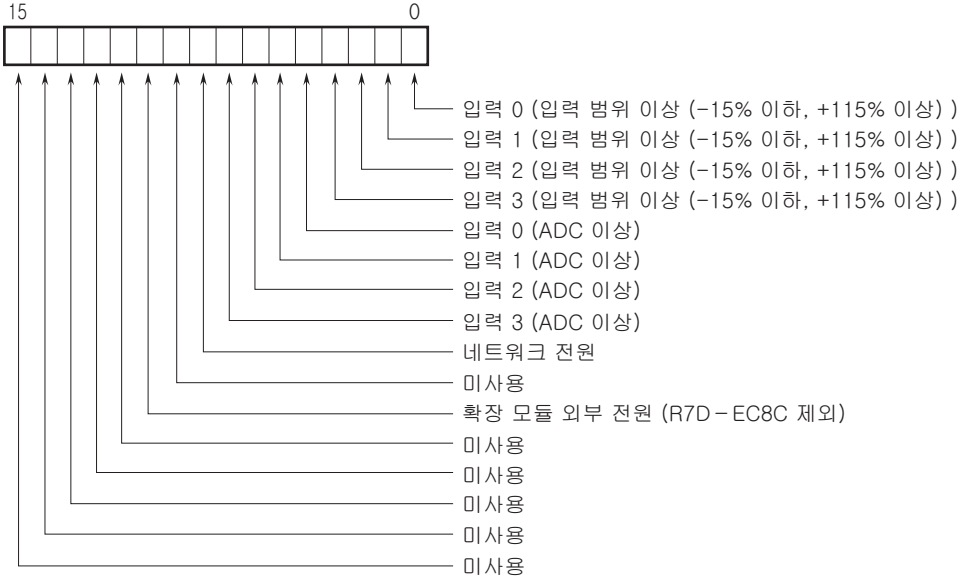 15 0
입력 0 (입력 범위 이상 (-15% 이하, +115% 이상) )
입력 1 (입력 범위 이상 (-15% 이하, +115% 이상) )
입력 2 (입력 범위 이상 (-15% 이하, +115% 이상) )
입력 3 (입력 범위 이상 (-15% 이하, +115% 이상) )
입력 0 (ADC 이상)
입력 1 (ADC 이상)
입력 2 (ADC 이상)
입력 3 (ADC 이상)
네트워크 전원
미사용
확장 모듈 외부 전원 (R7D-EC8C 제외)
미사용
미사용
미사용
미사용
미사용